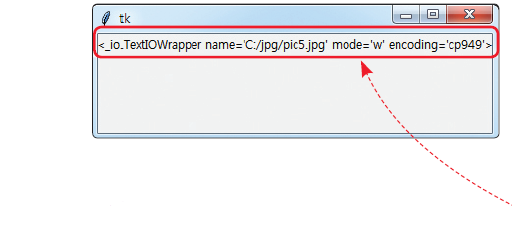 tk
<_io.TextIOWrapper name='C:/jpg/pic5.jpg' mode='w' encoding='cp949'>